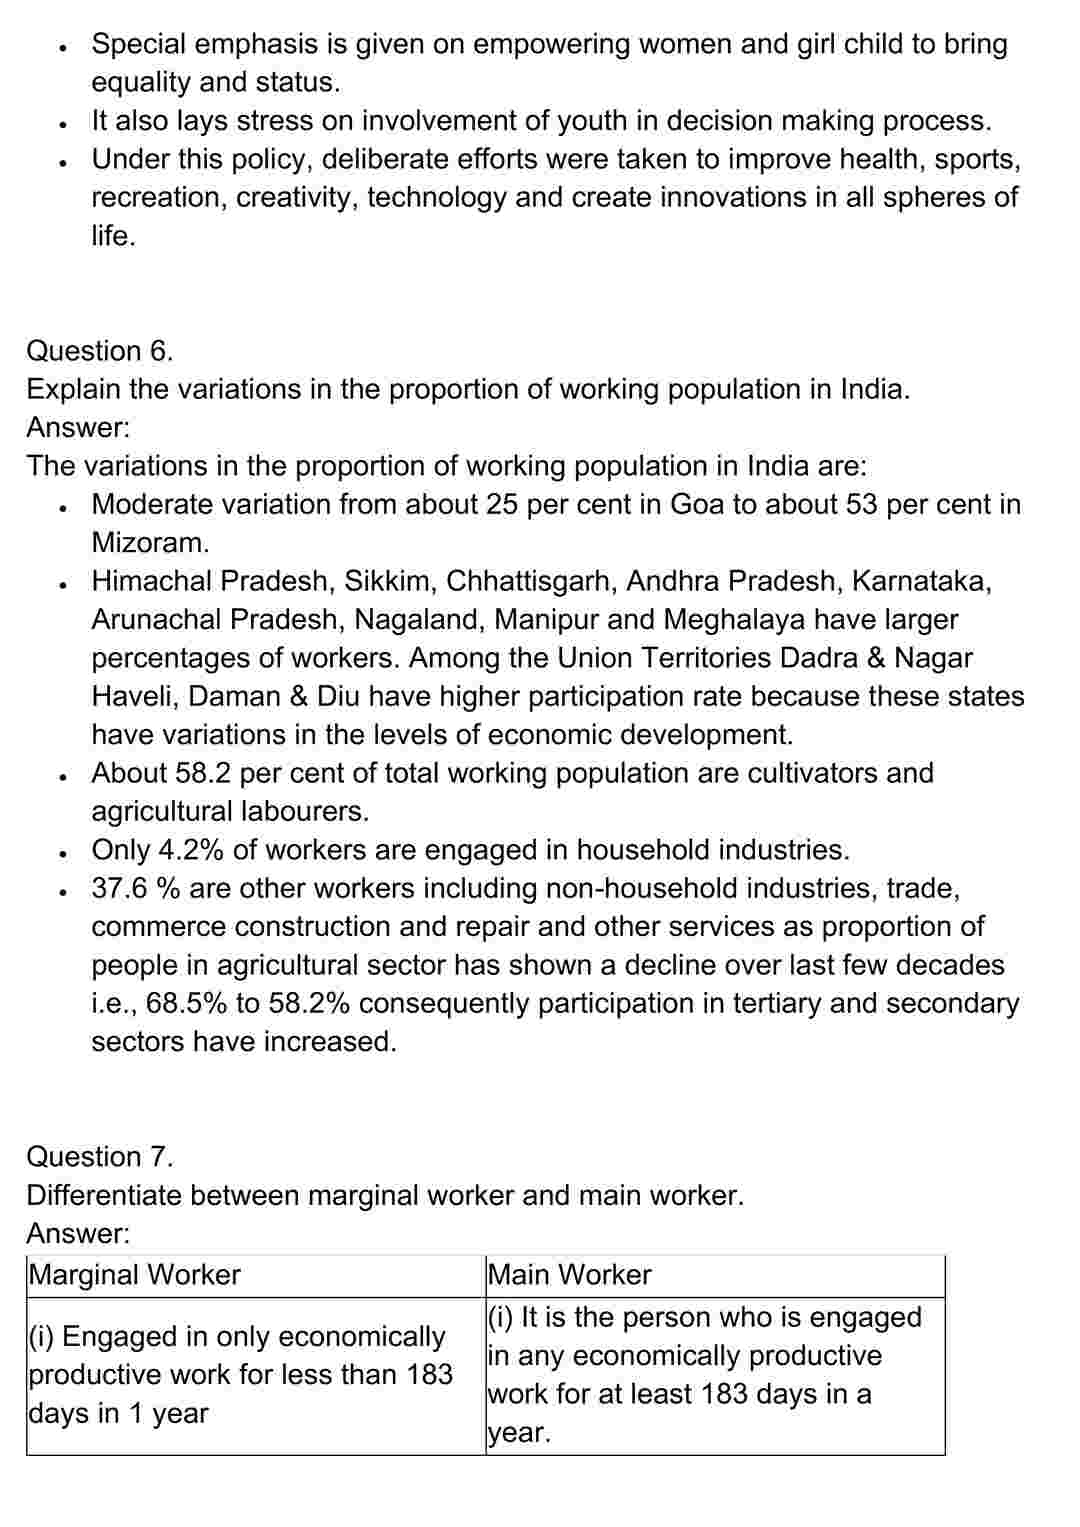 • Special emphasis is given on empowering women and girl child to bring
equality and status.
• It also lays stress on involvement of youth in decision making process.
• Under this policy, deliberate efforts were taken to improve health, sports,
recreation, creativity, technology and create innovations in all spheres of
life.
Question 6.
Explain the variations in the proportion of working population in India.
Answer:
The variations in the proportion of working population in India are:
• Moderate variation from about 25 per cent in Goa to about 53 per cent in
Mizoram.
• Himachal Pradesh, Sikkim, Chhattisgarh, Andhra Pradesh, Karnataka,
Arunachal Pradesh, Nagaland, Manipur and Meghalaya have larger
percentages of workers. Among the Union Territories Dadra & Nagar
Haveli, Daman & Diu have higher participation rate because these states
have variations in the levels of economic development.
• About 58.2 per cent of total working population are cultivators and
agricultural labourers.
• Only 4.2% of workers are engaged in household industries.
• 37.6 % are other workers including non-household industries, trade,
commerce construction and repair and other services as proportion of
people in agricultural sector has shown a decline over last few decades
i.e., 68.5% to 58.2% consequently participation in tertiary and secondary
sectors have increased.
Question 7.
Differentiate between marginal worker and main worker.
Answer:
Marginal Worker
Main Worker
(i) Engaged in only economically
productive work for less than 183
days in 1 year
(i) It is the person who is engaged
in any economically productive
work for at least 183 days in a
year.